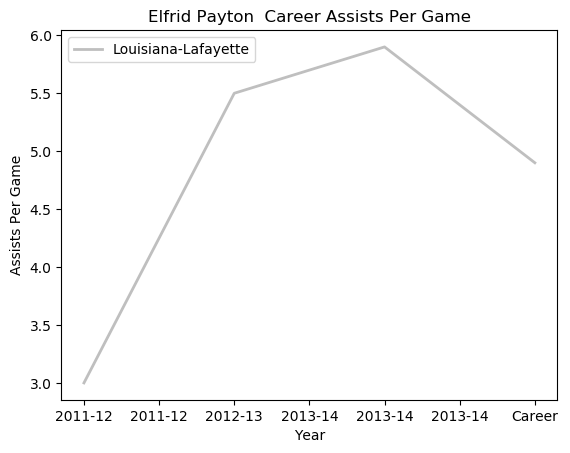 Elfrid Payton  Career Assists Per Game
Louisiana-Lafayette
Assists Per Game
6.0
5.5
5.0
4.5
4.0
3.5
3.0
2011-12 2011-12 2012-13 2013-14 2013-14 2013-14 Career
Year